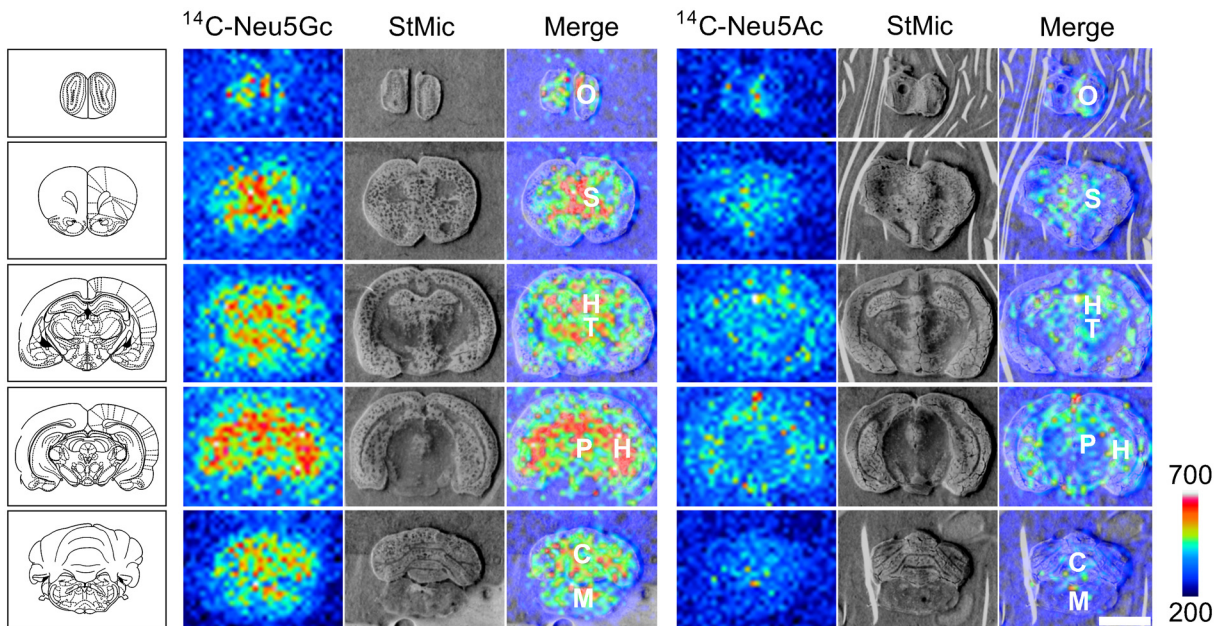 ¹⁴C-Neu5Gc StMic Merge ¹⁴C-Neu5Ac StMic Merge
O O
S S
H H
T T
P H P H
700
C C
M M
200